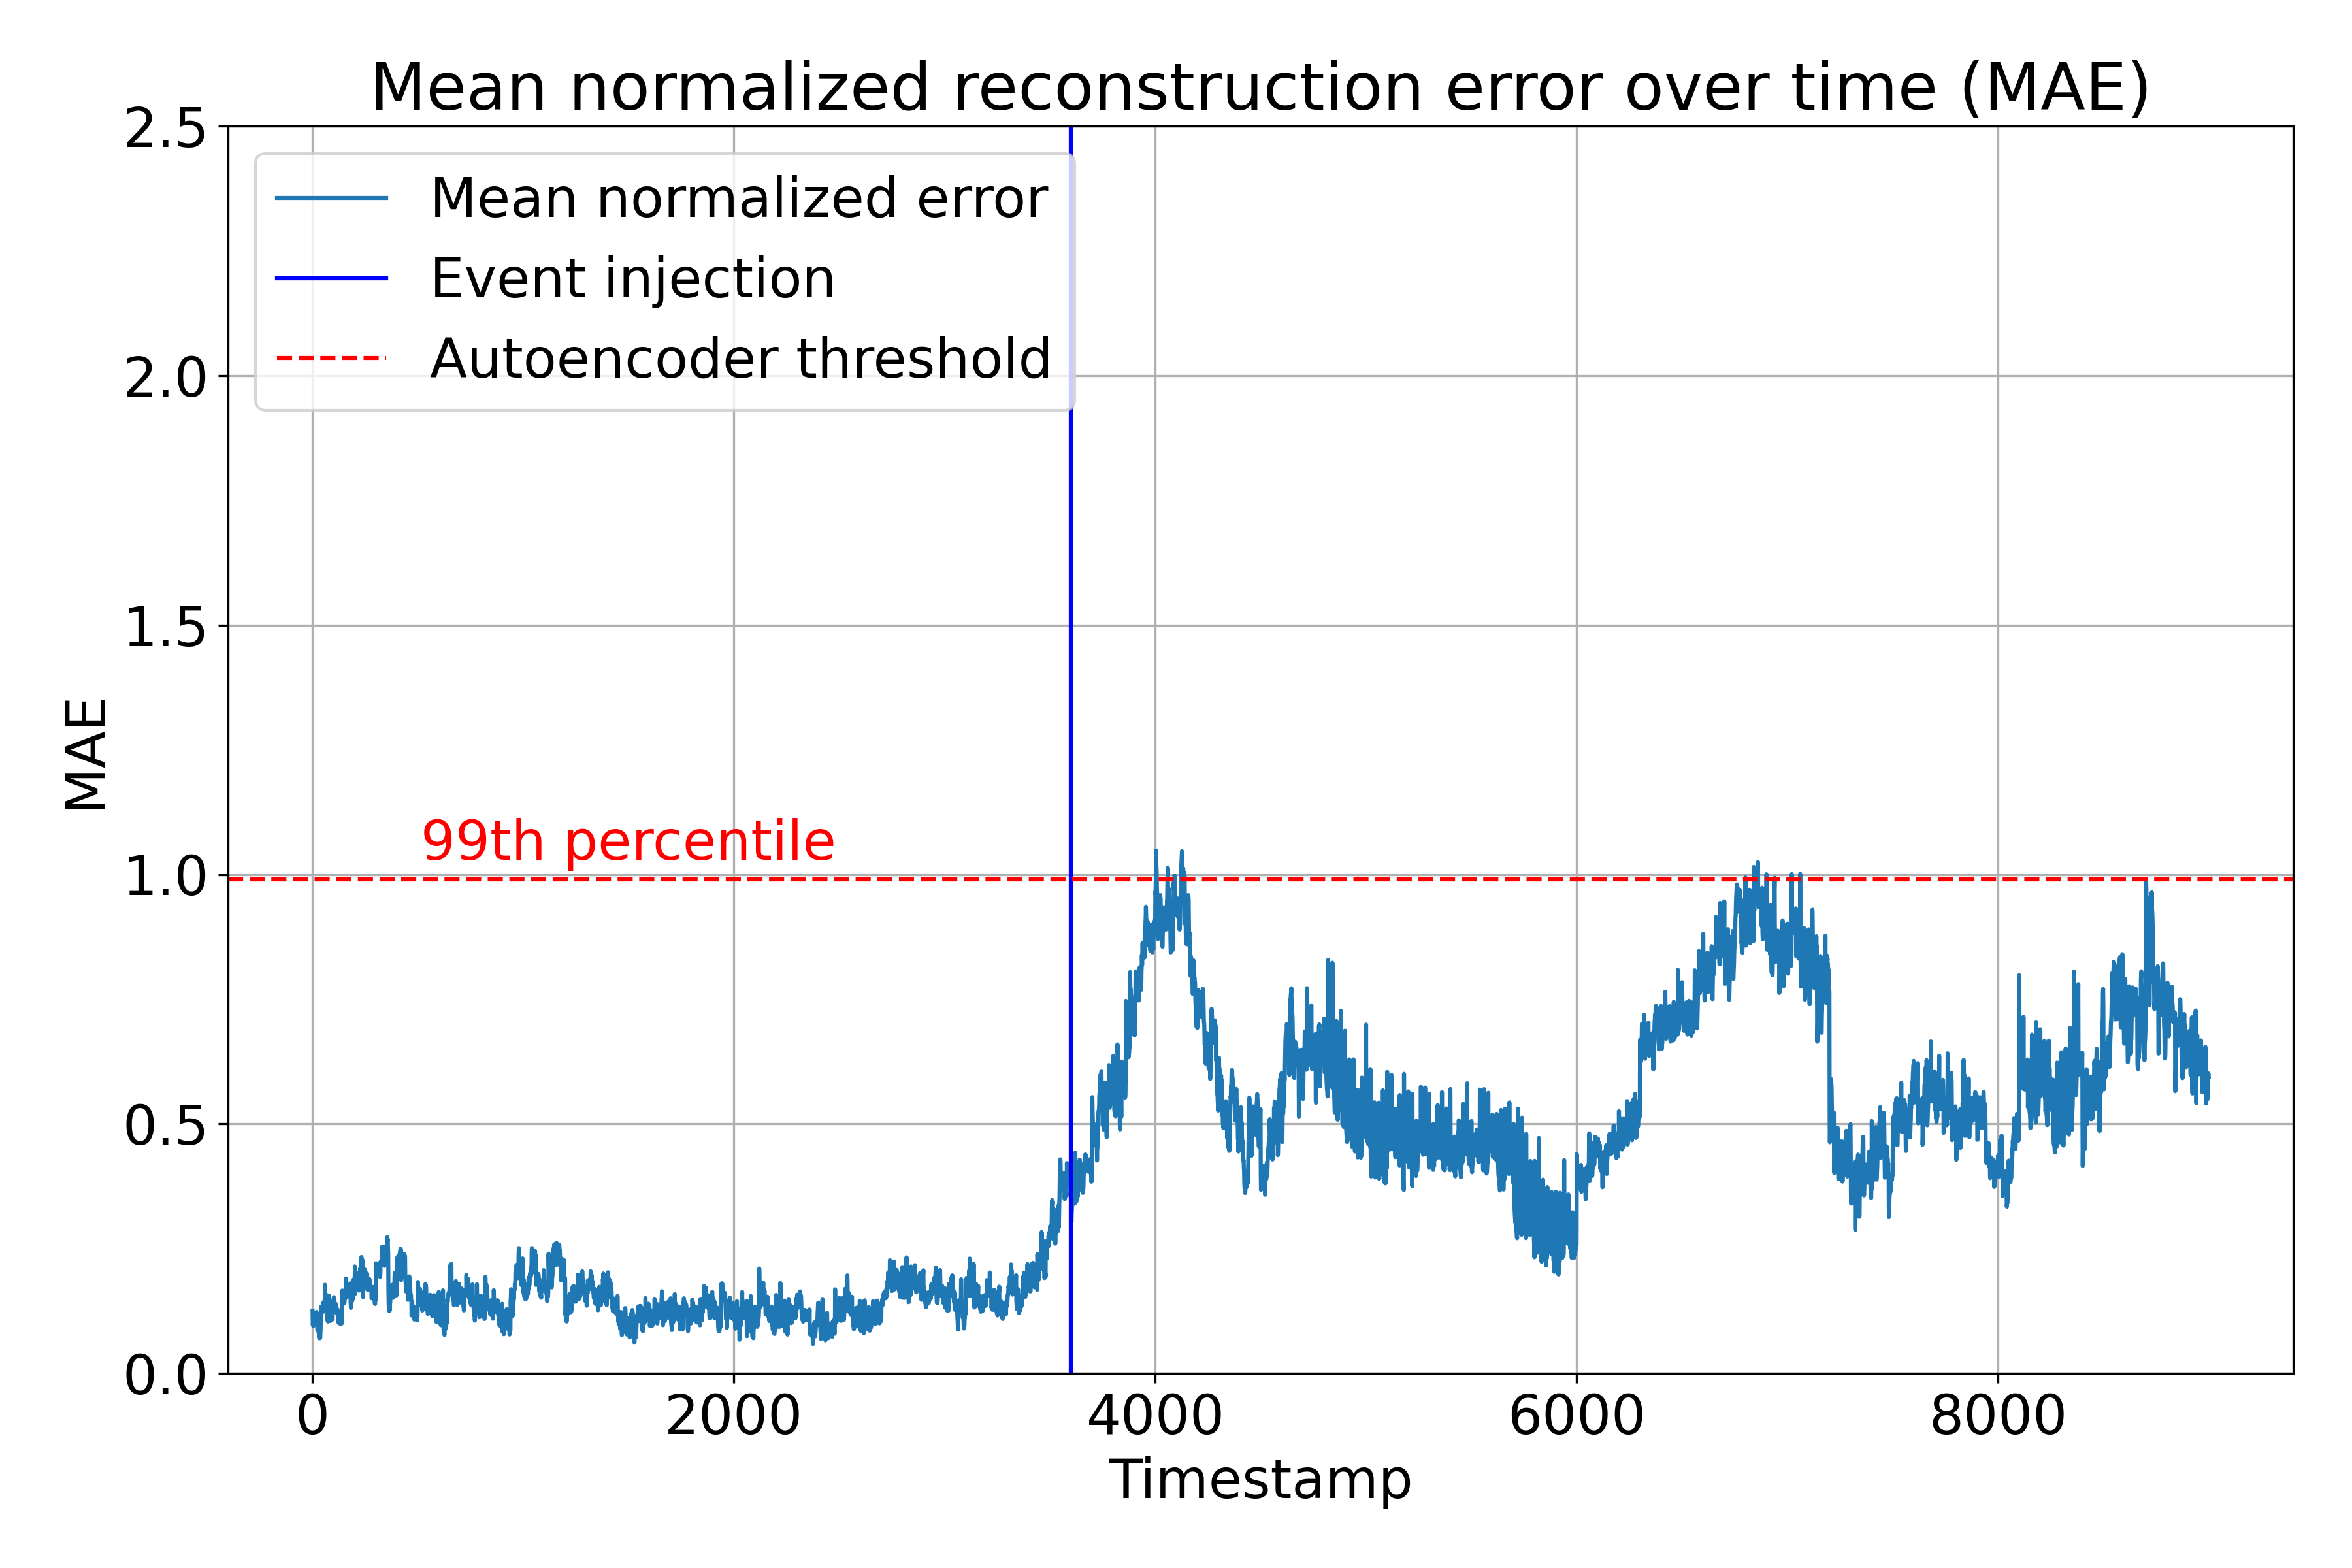 Mean normalized reconstruction error over time (MAE)
2.5
2.0
1.5
1.0
0.5
0.0
MAE
Mean normalized error
Event injection
Autoencoder threshold
99th percentile
0 2000 4000 6000 8000
Timestamp